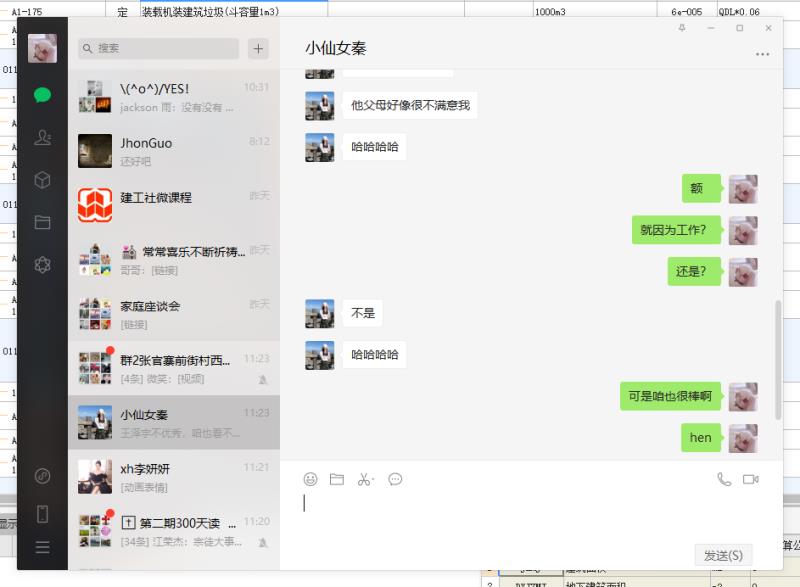 A1-175
定
装载机装建筑垃圾(斗容量1m3)
1000m3
6e-005
QDL*0.06
搜索
\(^o^)/YES!
10:31
jackson 雨: 没有没有 ...
JhonGuo
8:12
还好吧
建工社微课程
昨天
常常喜乐不断祈祷...
昨天
哥哥: [链接]
家庭座谈会
昨天
[链接]
群2张官寨前街村西...
11:23
[4条] 微笑: [视频]
小仙女秦
11:23
王泽宇不优秀，咱也看不...
xh李妍妍
11:21
[动画表情]
第二期300天读 ...
11:20
[34条] 江荣杰: 宗徒大事...
小仙女秦
他父母好像很不满意我
哈哈哈哈
额
就因为工作?
还是?
不是
哈哈哈哈
可是咱也很棒啊
hen
发送(S)